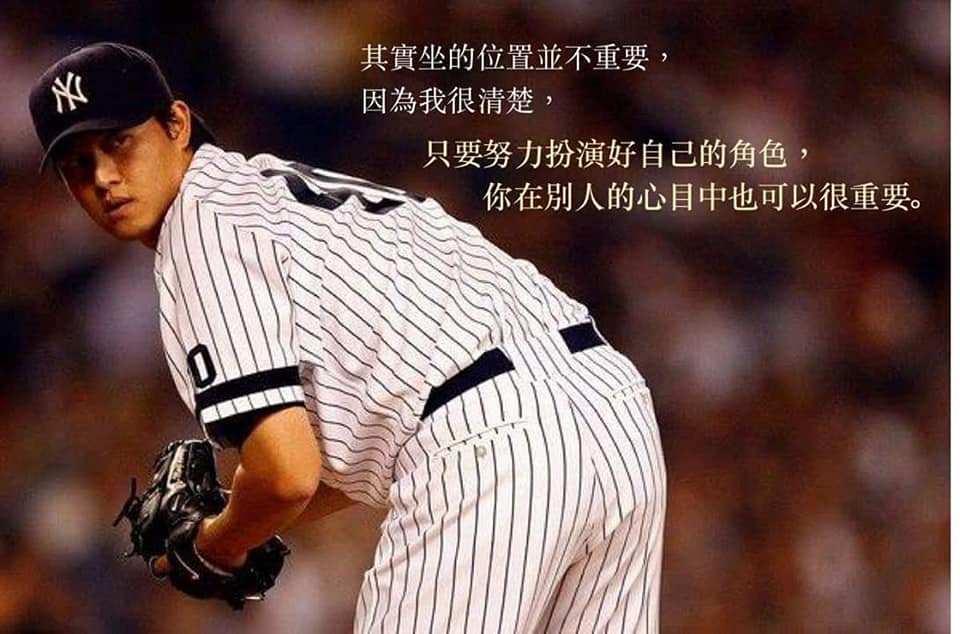 NY
其實坐的位置並不重要，
因為我很清楚，
只要努力扮演好自己的角色，
你在別人的心目中也可以很重要。
0